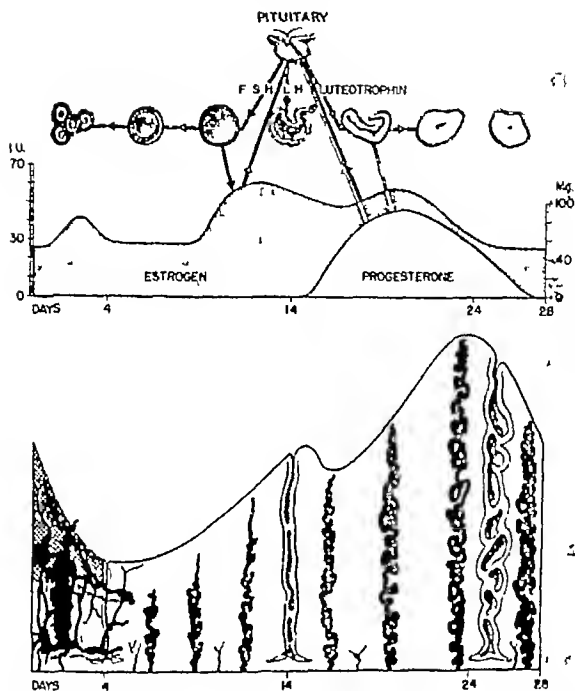 PITUITARY
F S H L H LUTEOTROPHIN
I.U.
70
30
0
Mg.
100
40
0
ESTROGEN PROGESTERONE
DAYS 4 14 24 28
DAYS 4 14 24 28